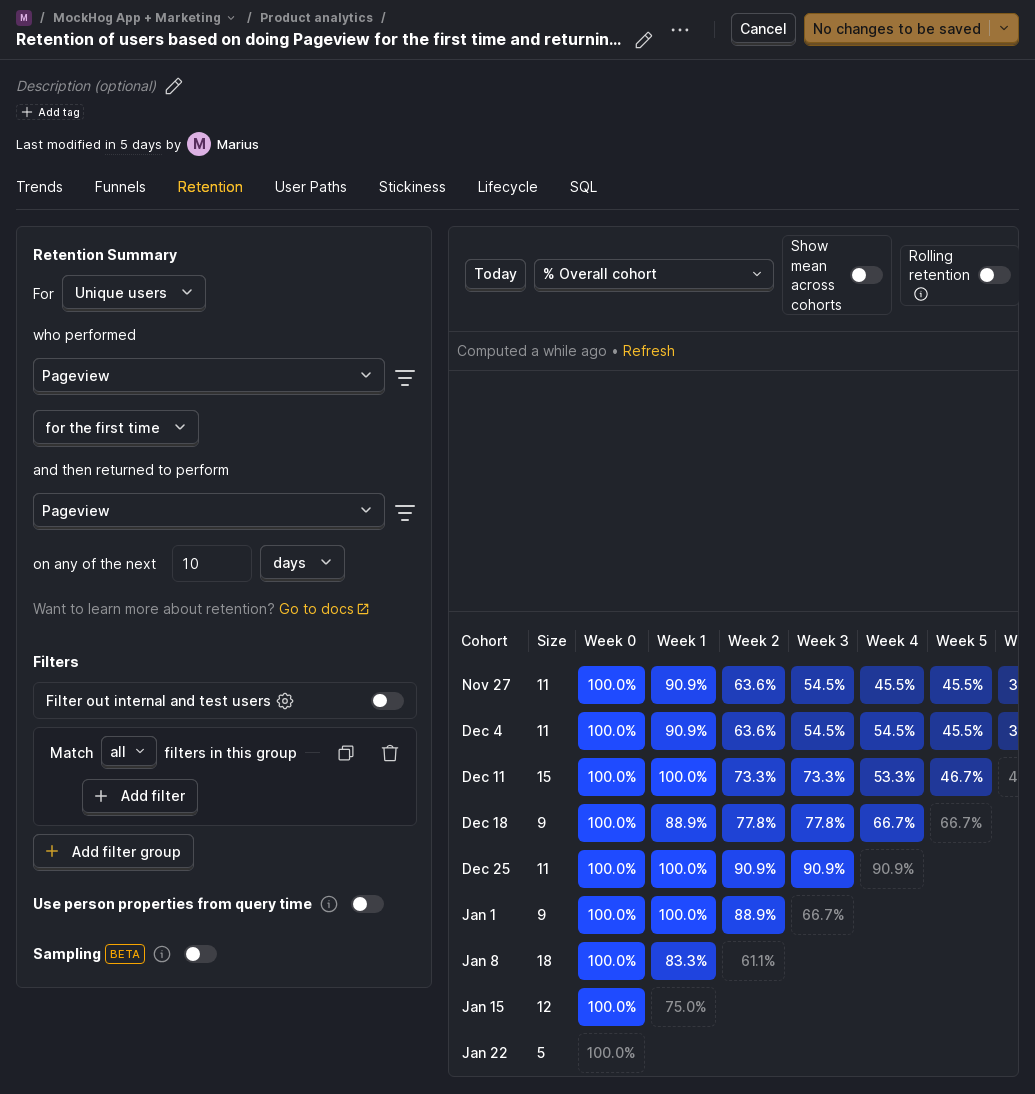 M / MockHog App + Marketing / Product analytics /
Retention of users based on doing Pageview for the first time and returnin...
Cancel
No changes to be saved
Description (optional)
Add tag
Last modified in 5 days by M Marius
Trends Funnels Retention User Paths Stickiness Lifecycle SQL
Retention Summary
For Unique users
who performed
Pageview
for the first time
and then returned to perform
Pageview
on any of the next 10 days
Want to learn more about retention? Go to docs
Filters
Filter out internal and test users
Match all filters in this group
Add filter
Add filter group
Use person properties from query time
Sampling BETA
Today
% Overall cohort
Show
mean
across
cohorts
Rolling
retention
Computed a while ago • Refresh
Cohort Size Week 0 Week 1 Week 2 Week 3 Week 4 Week 5 W
Nov 27 11 100.0% 90.9% 63.6% 54.5% 45.5% 45.5% 3
Dec 4 11 100.0% 90.9% 63.6% 54.5% 54.5% 45.5% 3
Dec 11 15 100.0% 100.0% 73.3% 73.3% 53.3% 46.7% 4
Dec 18 9 100.0% 88.9% 77.8% 77.8% 66.7% 66.7%
Dec 25 11 100.0% 100.0% 90.9% 90.9% 90.9%
Jan 1 9 100.0% 100.0% 88.9% 66.7%
Jan 8 18 100.0% 83.3% 61.1%
Jan 15 12 100.0% 75.0%
Jan 22 5 100.0%